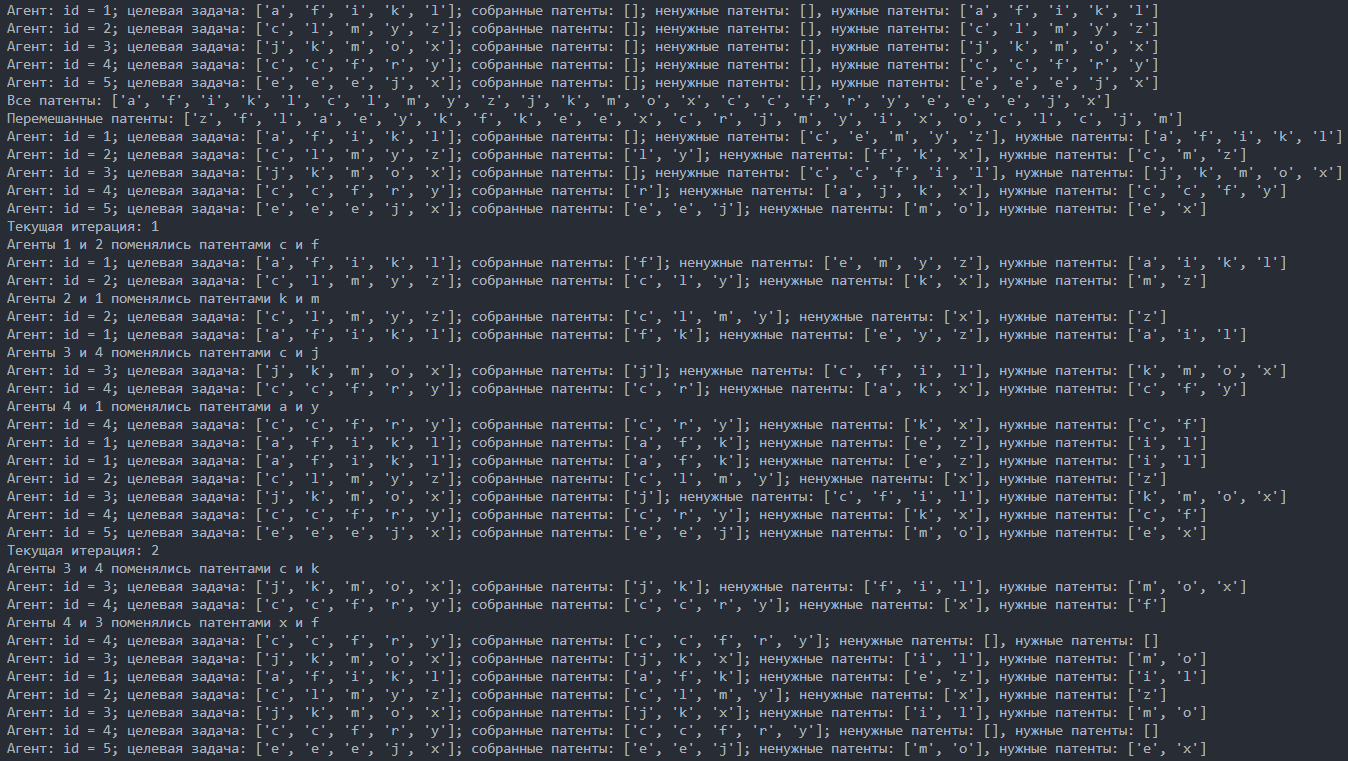 Агент: id = 1; целевая задача: ['a', 'f', 'i', 'k', 'l']; собранные патенты: []; ненужные патенты: [], нужные патенты: ['a', 'f', 'i', 'k', 'l']
Агент: id = 2; целевая задача: ['c', 'l', 'm', 'y', 'z']; собранные патенты: []; ненужные патенты: [], нужные патенты: ['c', 'l', 'm', 'y', 'z']
Агент: id = 3; целевая задача: ['j', 'k', 'm', 'o', 'x']; собранные патенты: []; ненужные патенты: [], нужные патенты: ['j', 'k', 'm', 'o', 'x']
Агент: id = 4; целевая задача: ['c', 'c', 'f', 'r', 'y']; собранные патенты: []; ненужные патенты: [], нужные патенты: ['c', 'c', 'f', 'r', 'y']
Агент: id = 5; целевая задача: ['e', 'e', 'e', 'j', 'x']; собранные патенты: []; ненужные патенты: [], нужные патенты: ['e', 'e', 'e', 'j', 'x']
Все патенты: ['a', 'f', 'i', 'k', 'l', 'c', 'l', 'm', 'y', 'z', 'j', 'k', 'm', 'o', 'x', 'c', 'c', 'f', 'r', 'y', 'e', 'e', 'e', 'j', 'x']
Перемешанные патенты: ['z', 'f', 'l', 'a', 'e', 'y', 'k', 'f', 'k', 'e', 'e', 'x', 'c', 'r', 'j', 'm', 'y', 'i', 'x', 'o', 'c', 'l', 'c', 'j', 'm']
Агент: id = 1; целевая задача: ['a', 'f', 'i', 'k', 'l']; собранные патенты: []; ненужные патенты: ['c', 'e', 'm', 'y', 'z'], нужные патенты: ['a', 'f', 'i', 'k', 'l']
Агент: id = 2; целевая задача: ['c', 'l', 'm', 'y', 'z']; собранные патенты: ['l', 'y']; ненужные патенты: ['f', 'k', 'x'], нужные патенты: ['c', 'm', 'z']
Агент: id = 3; целевая задача: ['j', 'k', 'm', 'o', 'x']; собранные патенты: []; ненужные патенты: ['c', 'c', 'f', 'i', 'l'], нужные патенты: ['j', 'k', 'm', 'o', 'x']
Агент: id = 4; целевая задача: ['c', 'c', 'f', 'r', 'y']; собранные патенты: ['r']; ненужные патенты: ['a', 'j', 'k', 'x'], нужные патенты: ['c', 'c', 'f', 'y']
Агент: id = 5; целевая задача: ['e', 'e', 'e', 'j', 'x']; собранные патенты: ['e', 'e', 'j']; ненужные патенты: ['m', 'o'], нужные патенты: ['e', 'x']
Текущая итерация: 1
Агенты 1 и 2 поменялись патентами c и f
Агент: id = 1; целевая задача: ['a', 'f', 'i', 'k', 'l']; собранные патенты: ['f']; ненужные патенты: ['e', 'm', 'y', 'z'], нужные патенты: ['a', 'i', 'k', 'l']
Агент: id = 2; целевая задача: ['c', 'l', 'm', 'y', 'z']; собранные патенты: ['c', 'l', 'y']; ненужные патенты: ['k', 'x'], нужные патенты: ['m', 'z']
Агенты 2 и 1 поменялись патентами k и m
Агент: id = 2; целевая задача: ['c', 'l', 'm', 'y', 'z']; собранные патенты: ['c', 'l', 'm', 'y']; ненужные патенты: ['x'], нужные патенты: ['z']
Агент: id = 1; целевая задача: ['a', 'f', 'i', 'k', 'l']; собранные патенты: ['f', 'k']; ненужные патенты: ['e', 'y', 'z'], нужные патенты: ['a', 'i', 'l']
Агенты 3 и 4 поменялись патентами c и j
Агент: id = 3; целевая задача: ['j', 'k', 'm', 'o', 'x']; собранные патенты: ['j']; ненужные патенты: ['c', 'f', 'i', 'l'], нужные патенты: ['k', 'm', 'o', 'x']
Агент: id = 4; целевая задача: ['c', 'c', 'f', 'r', 'y']; собранные патенты: ['c', 'r']; ненужные патенты: ['a', 'k', 'x'], нужные патенты: ['c', 'f', 'y']
Агенты 4 и 1 поменялись патентами a и y
Агент: id = 4; целевая задача: ['c', 'c', 'f', 'r', 'y']; собранные патенты: ['c', 'r', 'y']; ненужные патенты: ['k', 'x'], нужные патенты: ['c', 'f']
Агент: id = 1; целевая задача: ['a', 'f', 'i', 'k', 'l']; собранные патенты: ['a', 'f', 'k']; ненужные патенты: ['e', 'z'], нужные патенты: ['i', 'l']
Агент: id = 1; целевая задача: ['a', 'f', 'i', 'k', 'l']; собранные патенты: ['a', 'f', 'k']; ненужные патенты: ['e', 'z'], нужные патенты: ['i', 'l']
Агент: id = 2; целевая задача: ['c', 'l', 'm', 'y', 'z']; собранные патенты: ['c', 'l', 'm', 'y']; ненужные патенты: ['x'], нужные патенты: ['z']
Агент: id = 3; целевая задача: ['j', 'k', 'm', 'o', 'x']; собранные патенты: ['j']; ненужные патенты: ['c', 'f', 'i', 'l'], нужные патенты: ['k', 'm', 'o', 'x']
Агент: id = 4; целевая задача: ['c', 'c', 'f', 'r', 'y']; собранные патенты: ['c', 'r', 'y']; ненужные патенты: ['k', 'x'], нужные патенты: ['c', 'f']
Агент: id = 5; целевая задача: ['e', 'e', 'e', 'j', 'x']; собранные патенты: ['e', 'e', 'j']; ненужные патенты: ['m', 'o'], нужные патенты: ['e', 'x']
Текущая итерация: 2
Агенты 3 и 4 поменялись патентами c и k
Агент: id = 3; целевая задача: ['j', 'k', 'm', 'o', 'x']; собранные патенты: ['j', 'k']; ненужные патенты: ['f', 'i', 'l'], нужные патенты: ['m', 'o', 'x']
Агент: id = 4; целевая задача: ['c', 'c', 'f', 'r', 'y']; собранные патенты: ['c', 'c', 'r', 'y']; ненужные патенты: ['x'], нужные патенты: ['f']
Агенты 4 и 3 поменялись патентами x и f
Агент: id = 4; целевая задача: ['c', 'c', 'f', 'r', 'y']; собранные патенты: ['c', 'c', 'f', 'r', 'y']; ненужные патенты: [], нужные патенты: []
Агент: id = 3; целевая задача: ['j', 'k', 'm', 'o', 'x']; собранные патенты: ['j', 'k', 'x']; ненужные патенты: ['i', 'l'], нужные патенты: ['m', 'o']
Агент: id = 1; целевая задача: ['a', 'f', 'i', 'k', 'l']; собранные патенты: ['a', 'f', 'k']; ненужные патенты: ['e', 'z'], нужные патенты: ['i', 'l']
Агент: id = 2; целевая задача: ['c', 'l', 'm', 'y', 'z']; собранные патенты: ['c', 'l', 'm', 'y']; ненужные патенты: ['x'], нужные патенты: ['z']
Агент: id = 3; целевая задача: ['j', 'k', 'm', 'o', 'x']; собранные патенты: ['j', 'k', 'x']; ненужные патенты: ['i', 'l'], нужные патенты: ['m', 'o']
Агент: id = 4; целевая задача: ['c', 'c', 'f', 'r', 'y']; собранные патенты: ['c', 'c', 'f', 'r', 'y']; ненужные патенты: [], нужные патенты: []
Агент: id = 5; целевая задача: ['e', 'e', 'e', 'j', 'x']; собранные патенты: ['e', 'e', 'j']; ненужные патенты: ['m', 'o'], нужные патенты: ['e', 'x']